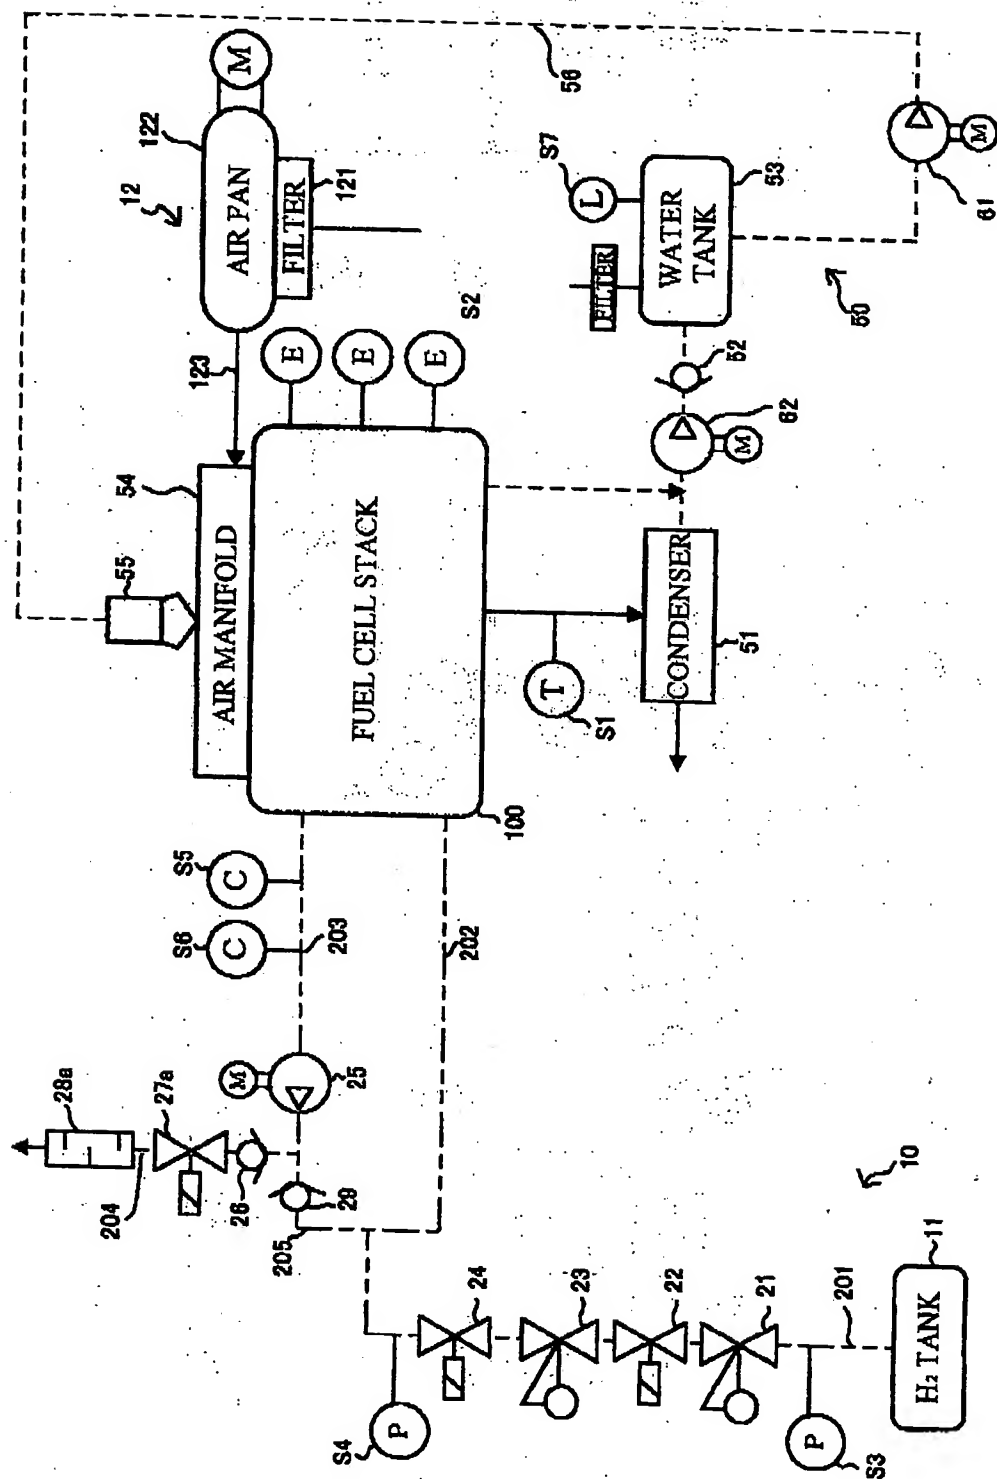 56
12
122
M
AIR PAN
FILTER
121
123
S2
E
E
E
54
55
AIR MANIFOLD
FUEL CELL STACK
100
S7
L
FILTER
WATER
TANK
53
50
61
M
52
62
M
CONDENSER
51
T
S1
S5
C
S6
C
203
202
M
25
28a
27a
204
26
29
205
10
24
23
22
21
201
11
H₂ TANK
S4
P
P
S3